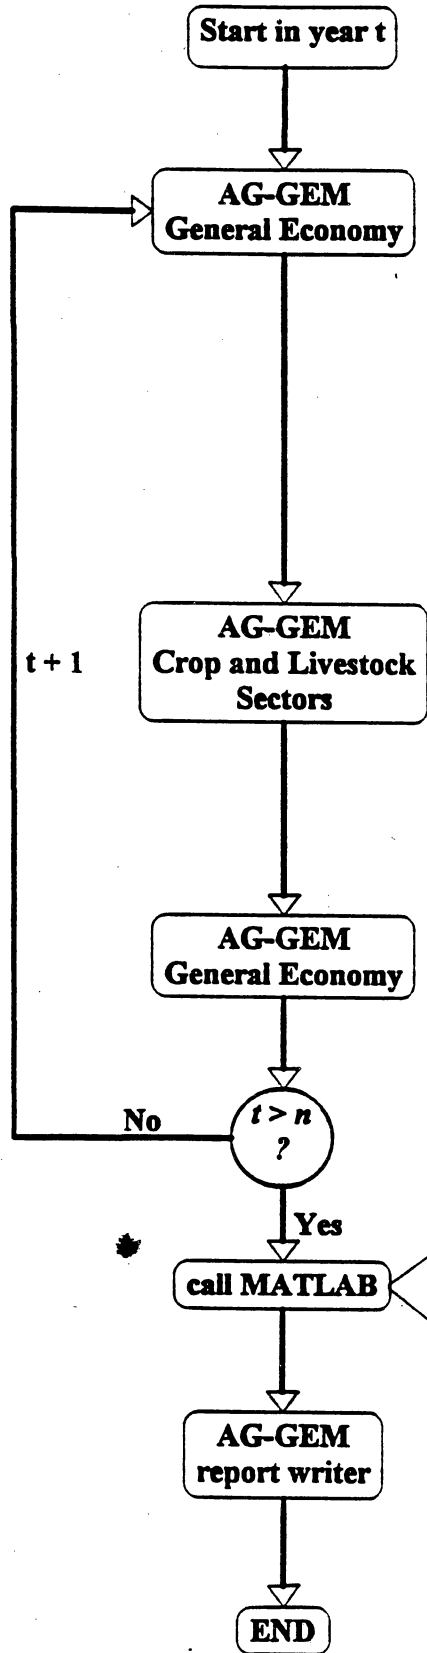 Start in year t
AG-GEM
General Economy
AG-GEM
Crop and Livestock
Sectors
t + 1
AG-GEM
General Economy
t > n
?
No
Yes
call MATLAB
AG-GEM
report writer
END